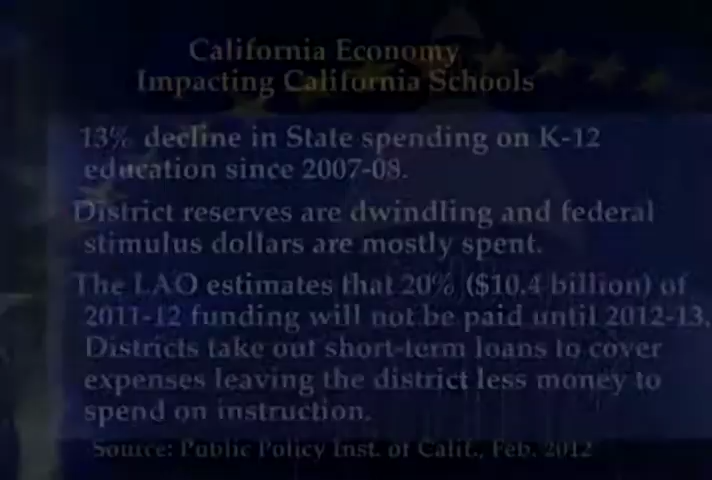 California Economy
Impacting California Schools
13% decline in State spending on K-12
education since 2007-08.
District reserves are dwindling and federal
stimulus dollars are mostly spent.
The LAO estimates that 20% ($10.4 billion) of
2011-12 funding will not be paid until 2012-13.
Districts take out short-term loans to cover
expenses leaving the district less money to
spend on instruction.
Source: Public Policy Inst. of Calif., Feb. 2012